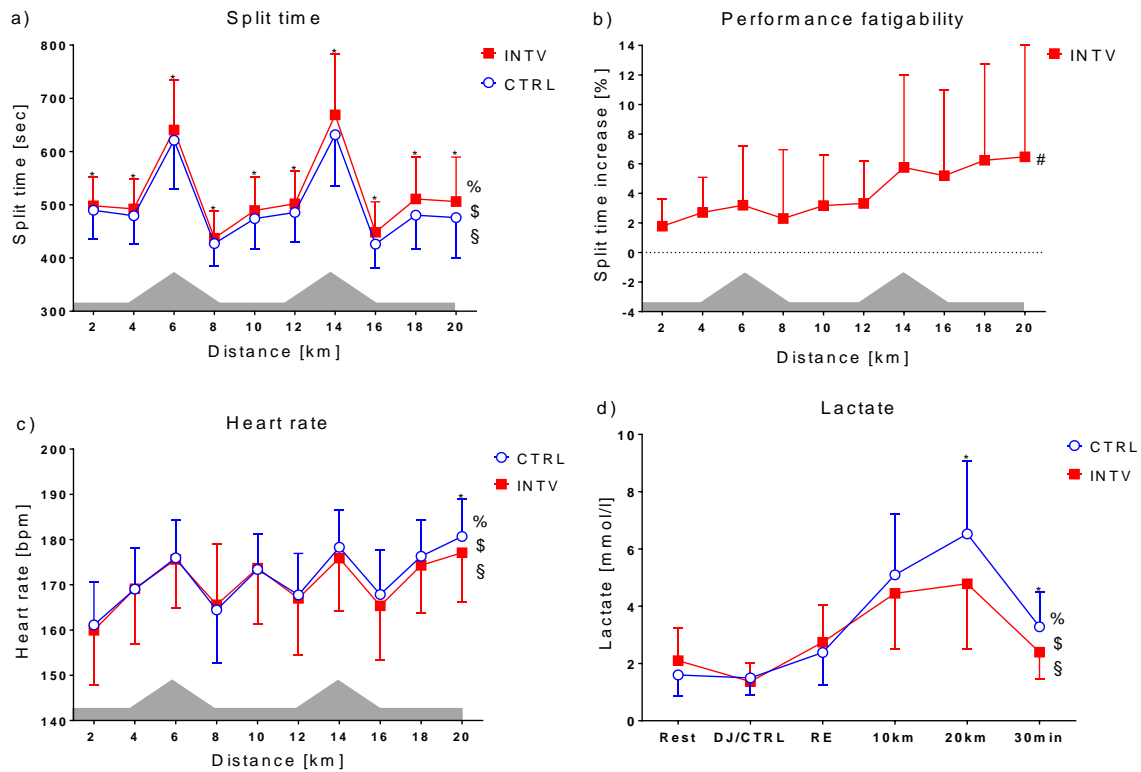 a)
Split time
INTV
CTRL
Split time [sec]
800
700
600
500
400
300
* * * * * * * * * *
%
$
§
2 4 6 8 10 12 14 16 18 20
Distance [km]
b)
Performance fatigability
INTV
Split time increase [%]
14
12
10
8
6
4
2
0
-2
-4
#
2 4 6 8 10 12 14 16 18 20
Distance [km]
c)
Heart rate
CTRL
INTV
Heart rate [bpm]
200
190
180
170
160
150
140
*
%
$
§
2 4 6 8 10 12 14 16 18 20
Distance [km]
d)
Lactate
CTRL
INTV
Lactate [mmol/l]
10
8
6
4
2
0
* *
%
$
§
Rest DJ/CTRL RE 10km 20km 30min